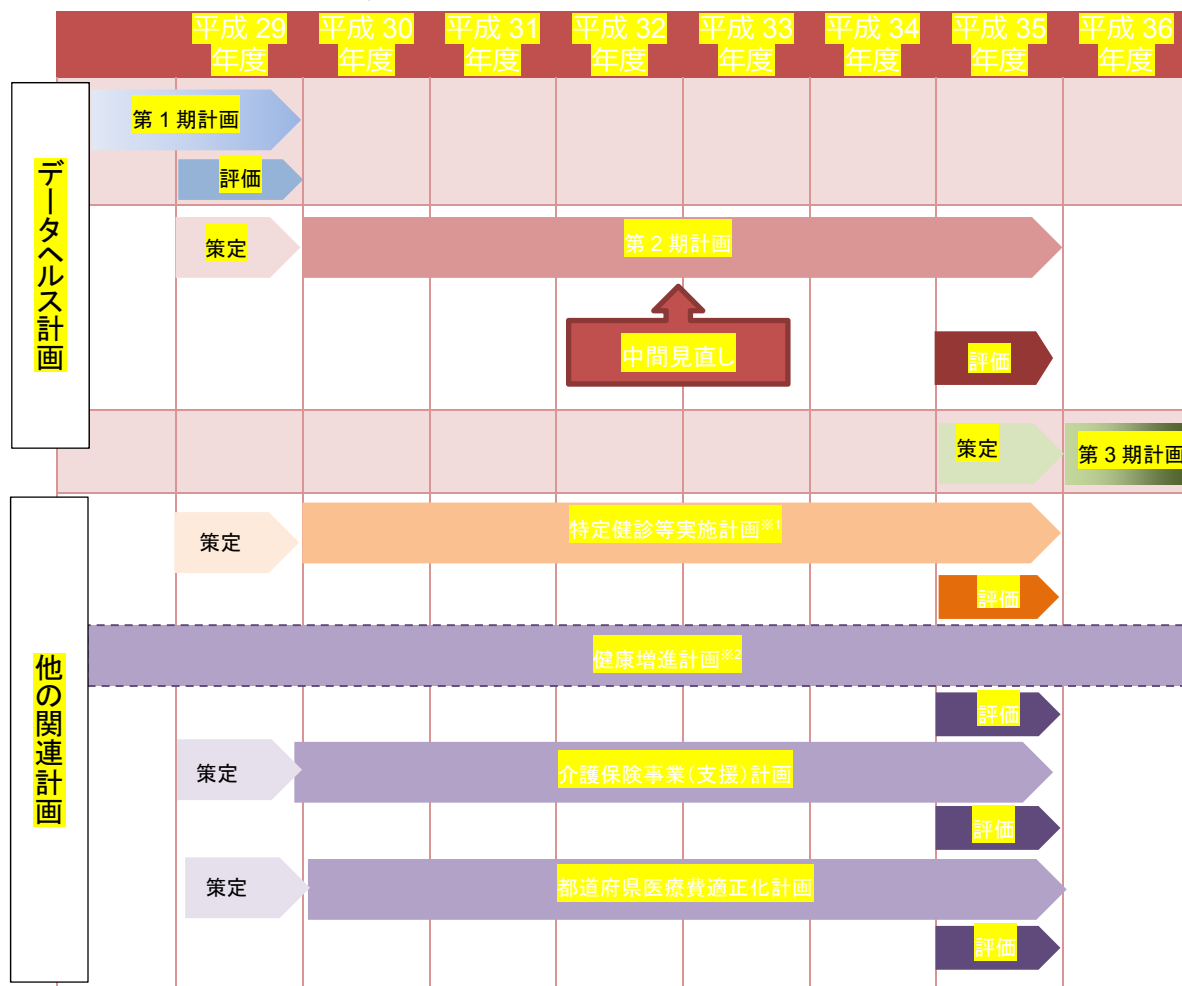 平成 29 年度
平成 30 年度
平成 31 年度
平成 32 年度
平成 33 年度
平成 34 年度
平成 35 年度
平成 36 年度
データヘルス計画
第 1 期計画
評価
策定
第 2 期計画
中間見直し
評価
策定
第 3 期計画
他の関連計画
策定
特定健診等実施計画※1
評価
健康増進計画※2
評価
策定
介護保険事業(支援)計画
評価
策定
都道府県医療費適正化計画
評価